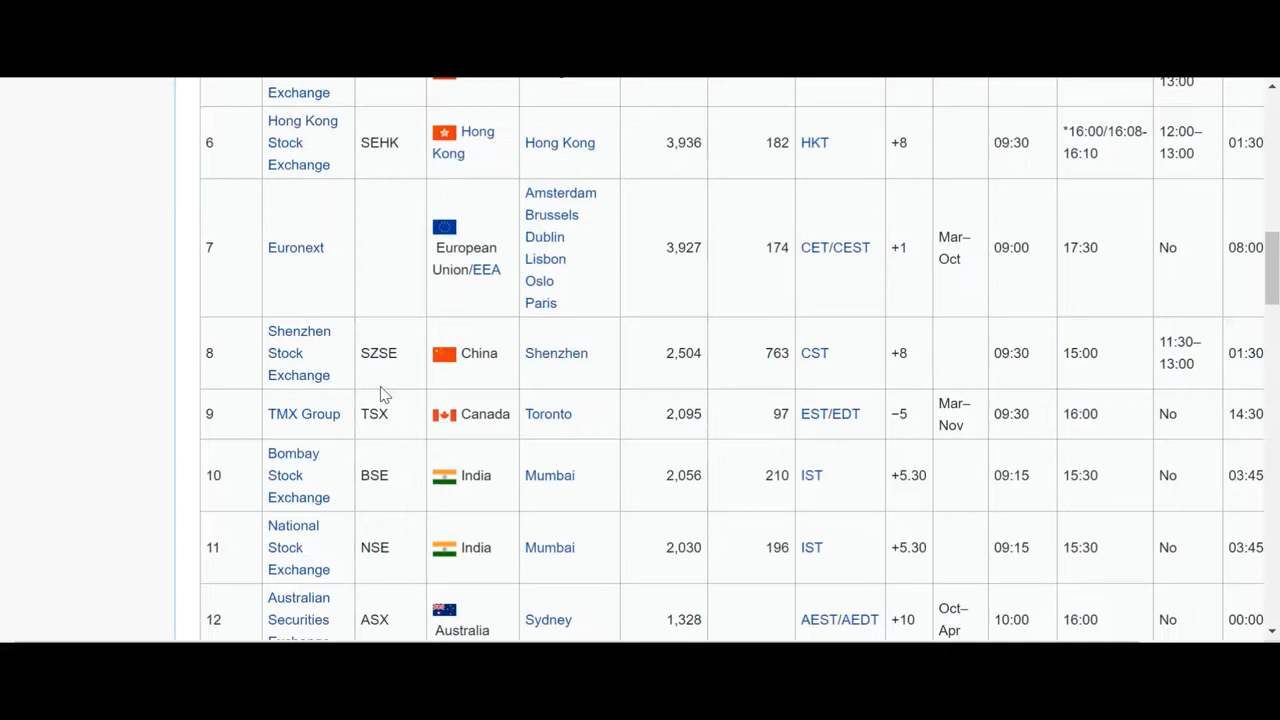 13:00
Exchange
6 Hong Kong Stock Exchange SEHK Hong Kong Hong Kong 3,936 182 HKT +8 09:30 *16:00/16:08-16:10 12:00–13:00 01:30
7 Euronext European Union/EEA Amsterdam Brussels Dublin Lisbon Oslo Paris 3,927 174 CET/CEST +1 Mar–Oct 09:00 17:30 No 08:00
8 Shenzhen Stock Exchange SZSE China Shenzhen 2,504 763 CST +8 09:30 15:00 11:30–13:00 01:30
9 TMX Group TSX Canada Toronto 2,095 97 EST/EDT −5 Mar–Nov 09:30 16:00 No 14:30
10 Bombay Stock Exchange BSE India Mumbai 2,056 210 IST +5.30 09:15 15:30 No 03:45
11 National Stock Exchange NSE India Mumbai 2,030 196 IST +5.30 09:15 15:30 No 03:45
12 Australian Securities ASX Australia Sydney 1,328 AEST/AEDT +10 Oct–Apr 10:00 16:00 No 00:00